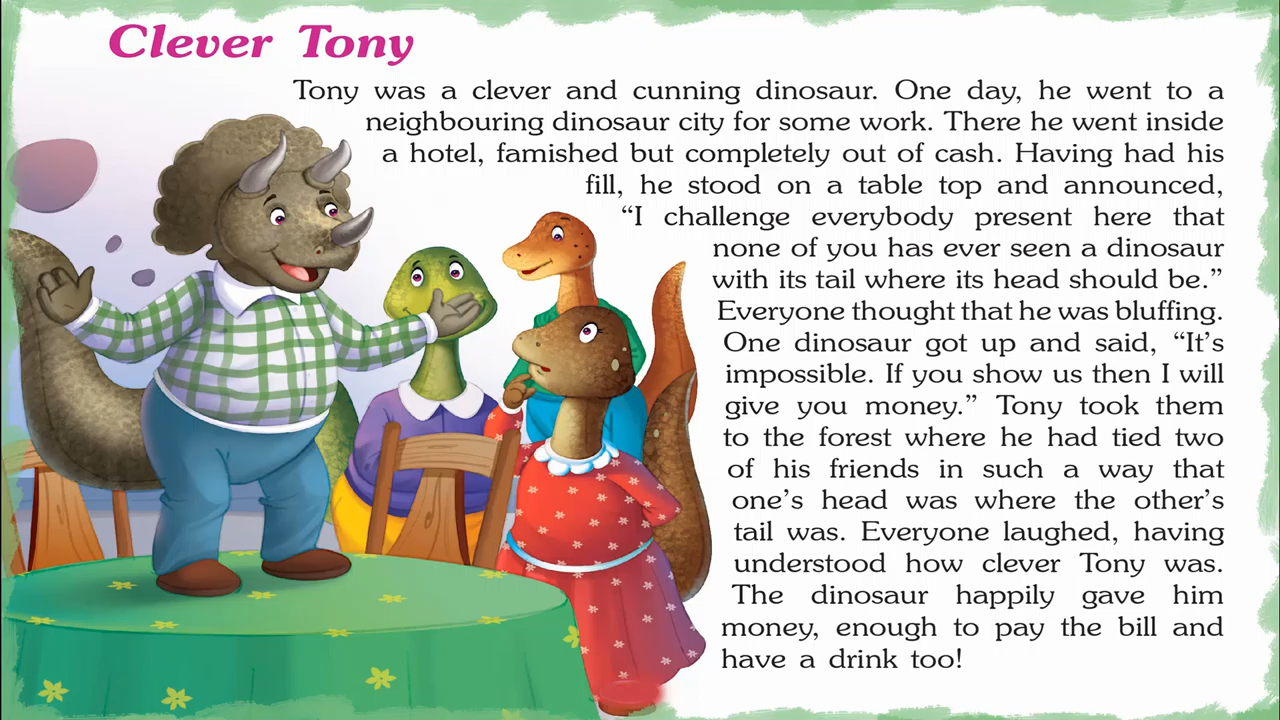 Clever Tony
Tony was a clever and cunning dinosaur. One day, he went to a
neighbouring dinosaur city for some work. There he went inside
a hotel, famished but completely out of cash. Having had his
fill, he stood on a table top and announced,
“I challenge everybody present here that
none of you has ever seen a dinosaur
with its tail where its head should be.”
Everyone thought that he was bluffing.
One dinosaur got up and said, “It’s
impossible. If you show us then I will
give you money.” Tony took them
to the forest where he had tied two
of his friends in such a way that
one’s head was where the other’s
tail was. Everyone laughed, having
understood how clever Tony was.
The dinosaur happily gave him
money, enough to pay the bill and
have a drink too!